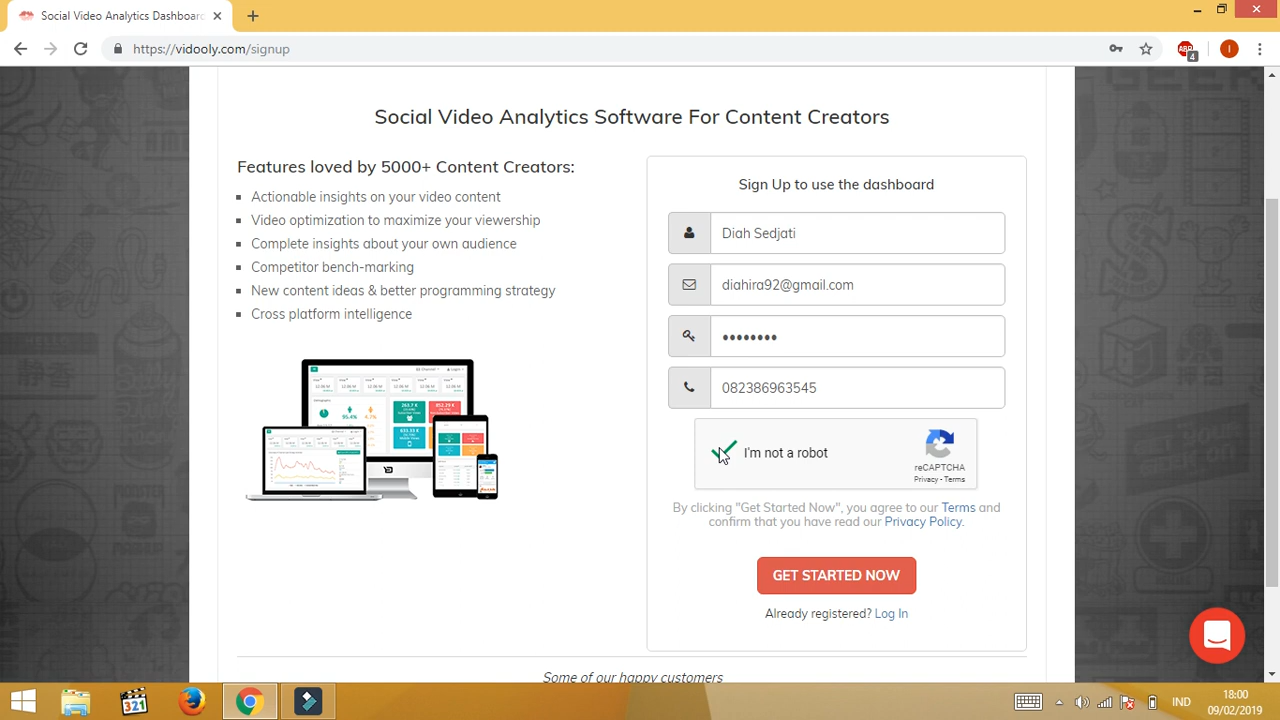 Social Video Analytics Dashboard
https://vidooly.com/signup
ABP
4
I
Social Video Analytics Software For Content Creators
Features loved by 5000+ Content Creators:
Actionable insights on your video content
Video optimization to maximize your viewership
Complete insights about your own audience
Competitor bench-marking
New content ideas & better programming strategy
Cross platform intelligence
Sign Up to use the dashboard
Diah Sedjati
diahira92@gmail.com
••••••••
082386963545
I'm not a robot
reCAPTCHA
Privacy - Terms
By clicking "Get Started Now", you agree to our Terms and
confirm that you have read our Privacy Policy.
GET STARTED NOW
Already registered? Log In
Some of our happy customers
321
IND
18:00
09/02/2019